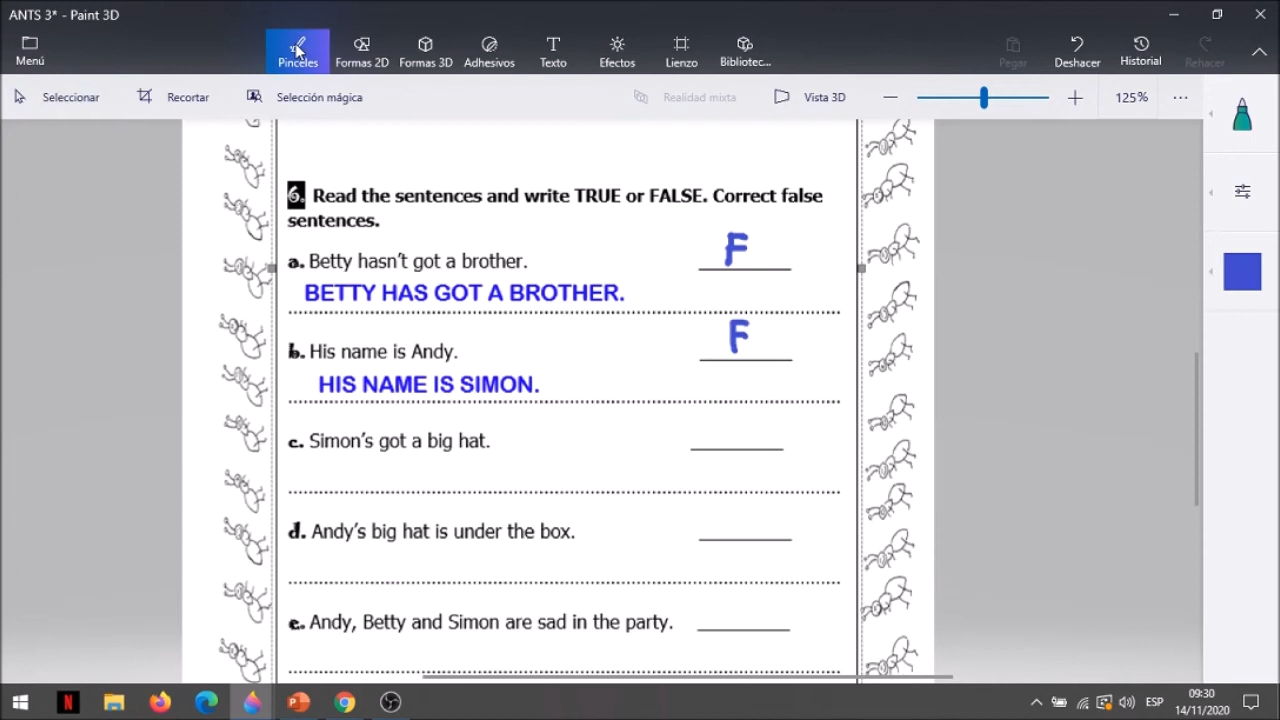 ANTS 3* - Paint 3D
Menú
Pinceles
Formas 2D
Formas 3D
Adhesivos
Texto
Efectos
Lienzo
Bibliotec...
Pegar
Deshacer
Historial
Rehacer
Seleccionar
Recortar
Selección mágica
Realidad mixta
Vista 3D
125%
6. Read the sentences and write TRUE or FALSE. Correct false
sentences.
a. Betty hasn't got a brother. F
BETTY HAS GOT A BROTHER.
b. His name is Andy. F
HIS NAME IS SIMON.
c. Simon's got a big hat.
d. Andy's big hat is under the box.
e. Andy, Betty and Simon are sad in the party.
ESP
09:30
14/11/2020